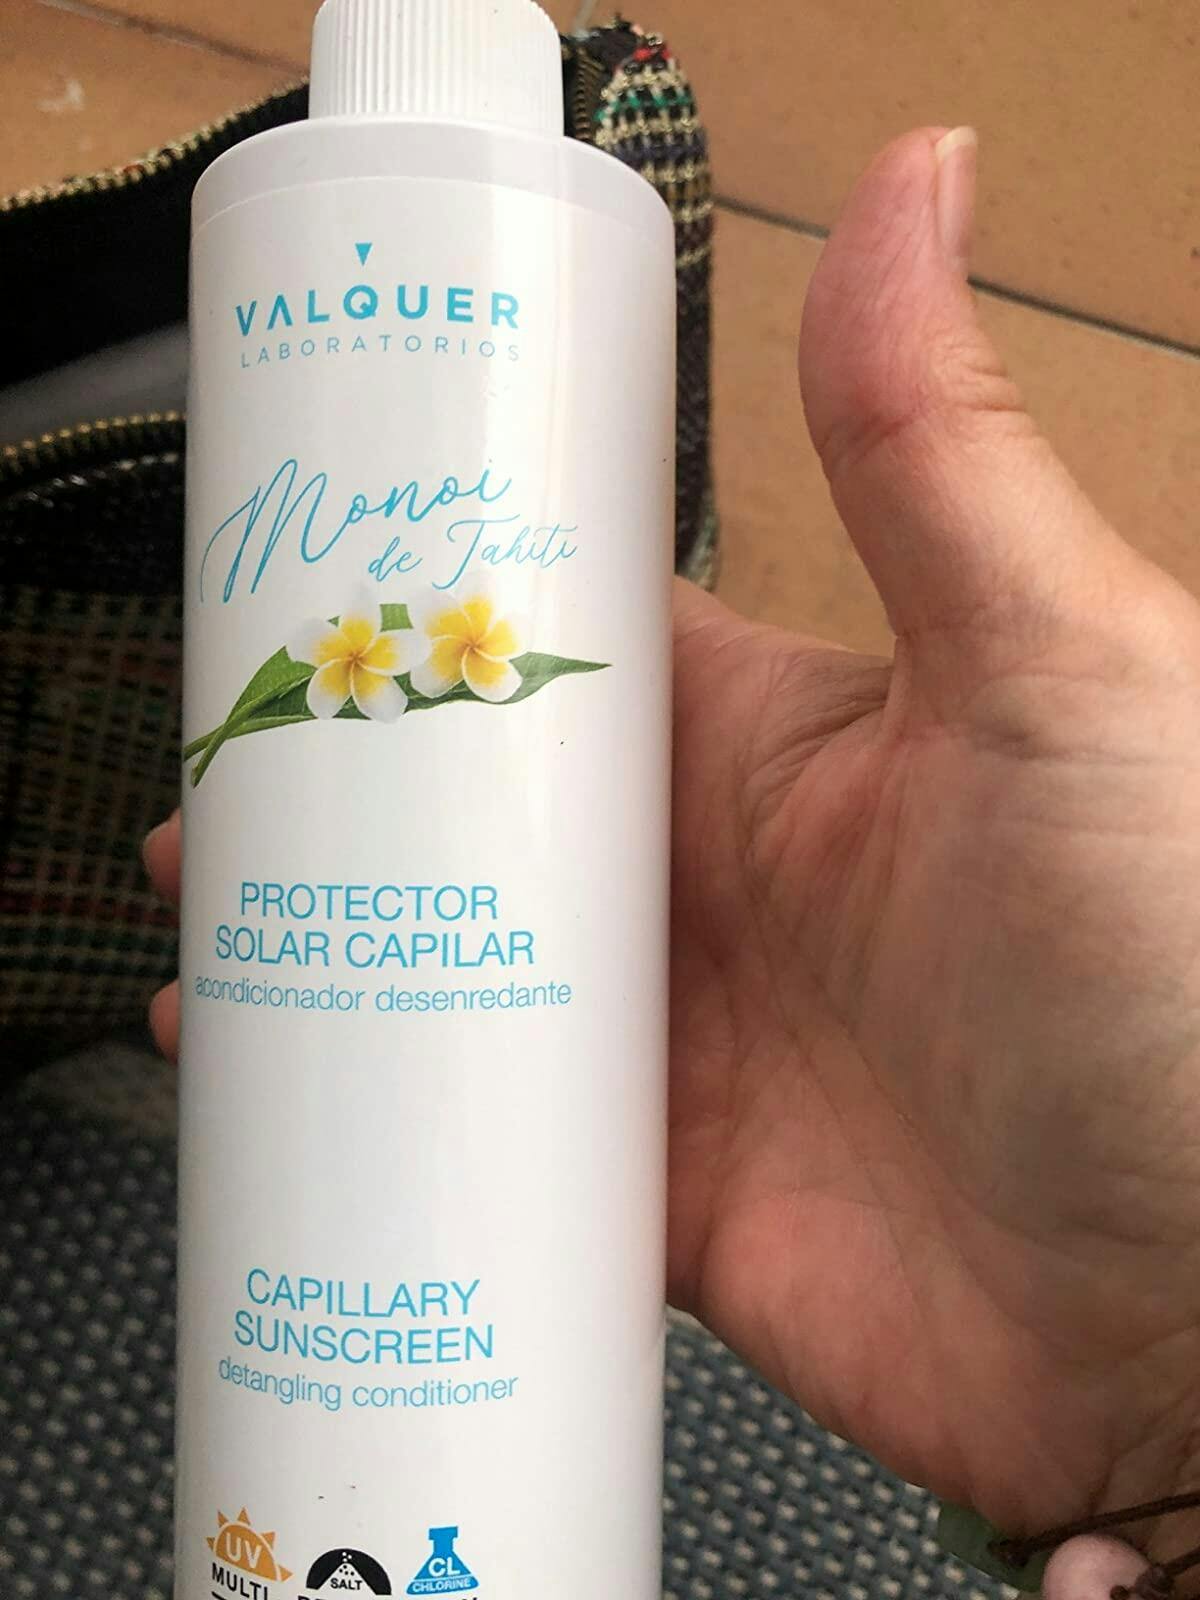 VALQUER
LABORATORIOS
Monoi
de Tahiti
PROTECTOR
SOLAR CAPILAR
acondicionador desenredante
CAPILLARY
SUNSCREEN
detangling conditioner
UV SALT CL
MULTI CHLORINE